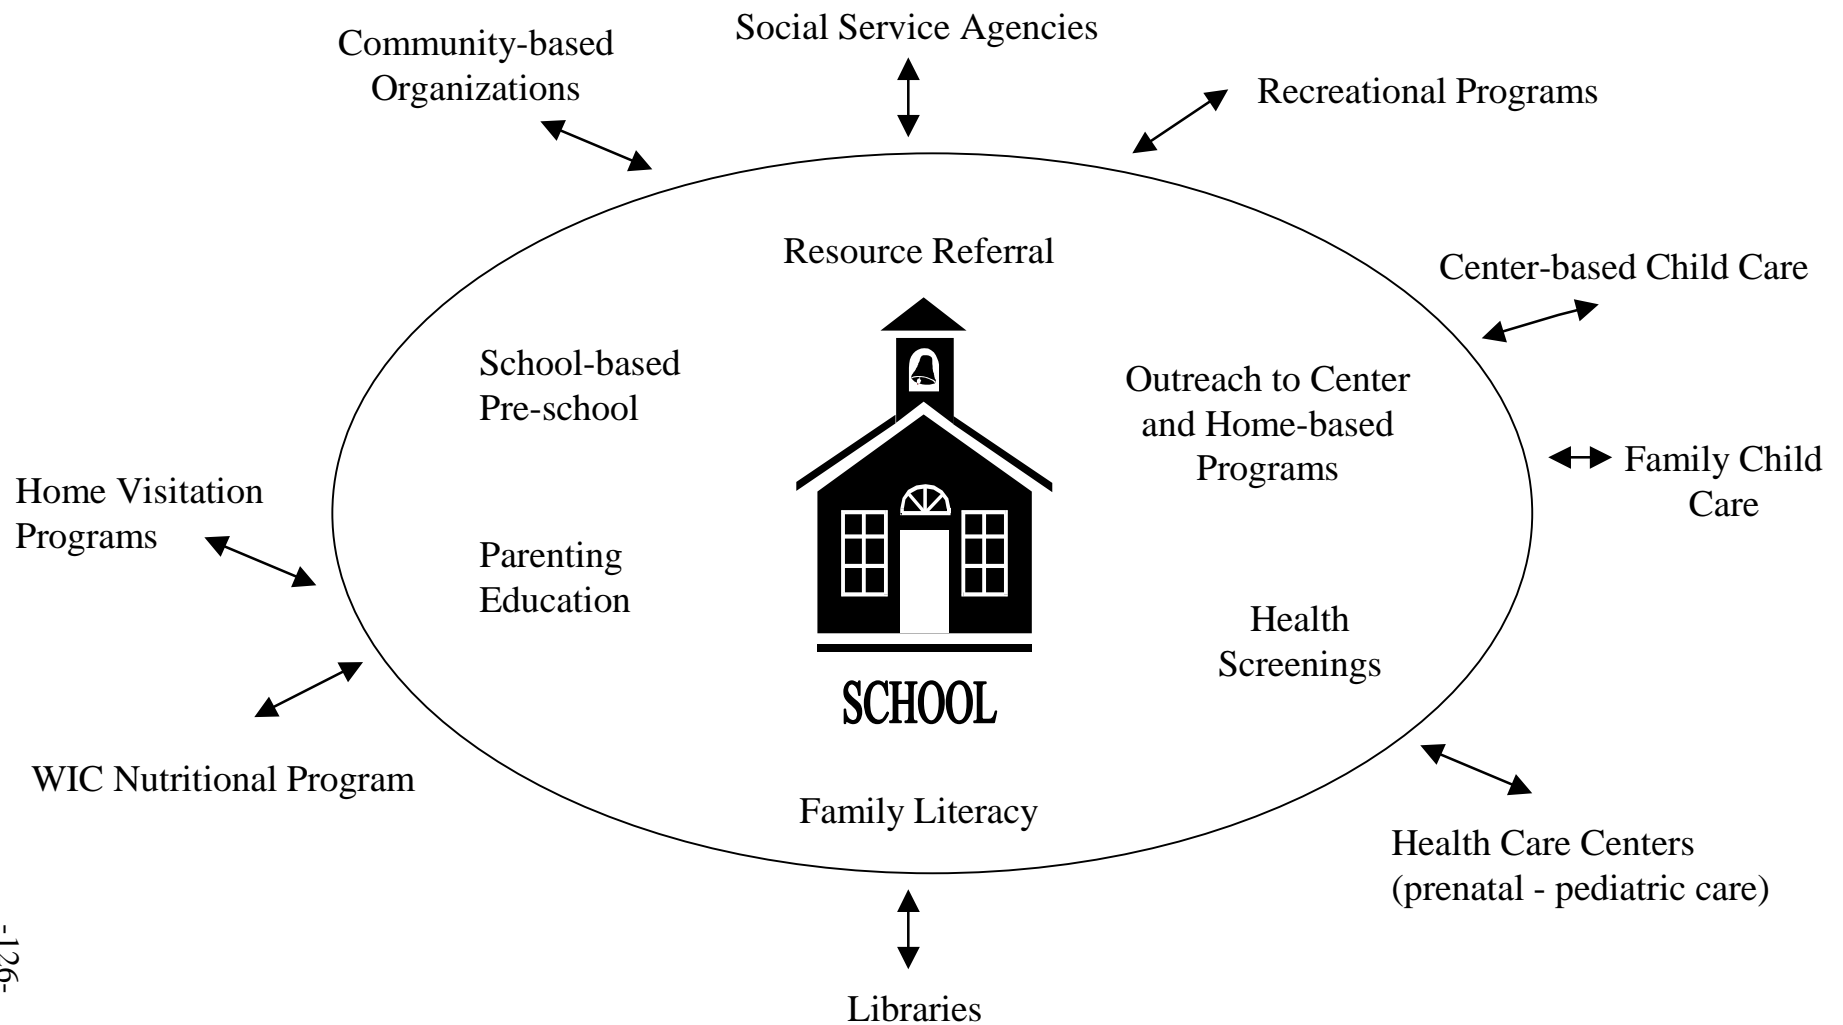 Social Service Agencies
Community-based
Organizations
Recreational Programs
Resource Referral
Center-based Child Care
School-based
Pre-school
Outreach to Center
and Home-based
Programs
Family Child
Care
Home Visitation
Programs
Parenting
Education
Health
Screenings
SCHOOL
WIC Nutritional Program
Family Literacy
Health Care Centers
(prenatal - pediatric care)
Libraries
-126-